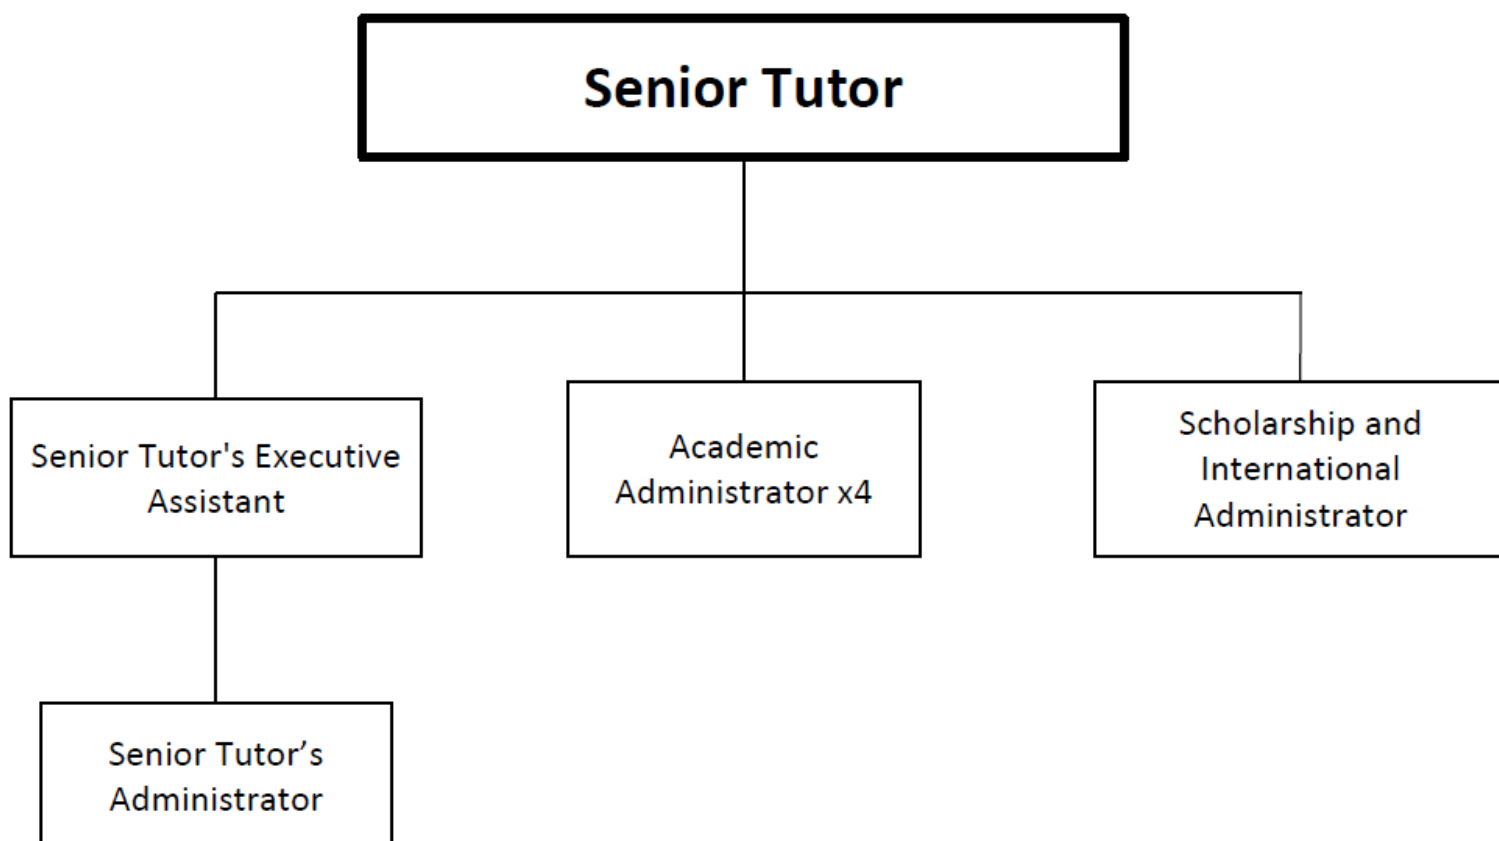 Senior Tutor
Senior Tutor's Executive
Assistant
Academic
Administrator x4
Scholarship and
International
Administrator
Senior Tutor’s
Administrator